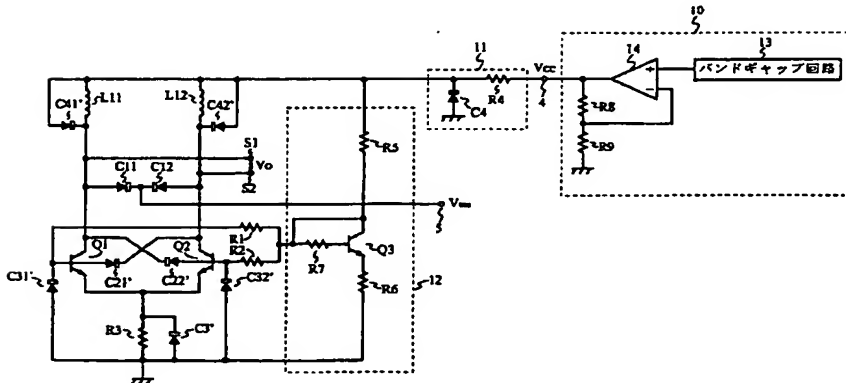 10
11
13
14
バンドギャップ回路
VCC
4
R4
C4
R8
R9
L11
L12
C41'
C42'
S1
Vo
S2
C11
C12
R5
5
Q1
Q2
R1
R2
Q3
R7
C21'
C22'
C31'
C32'
R6
12
R3
C3'